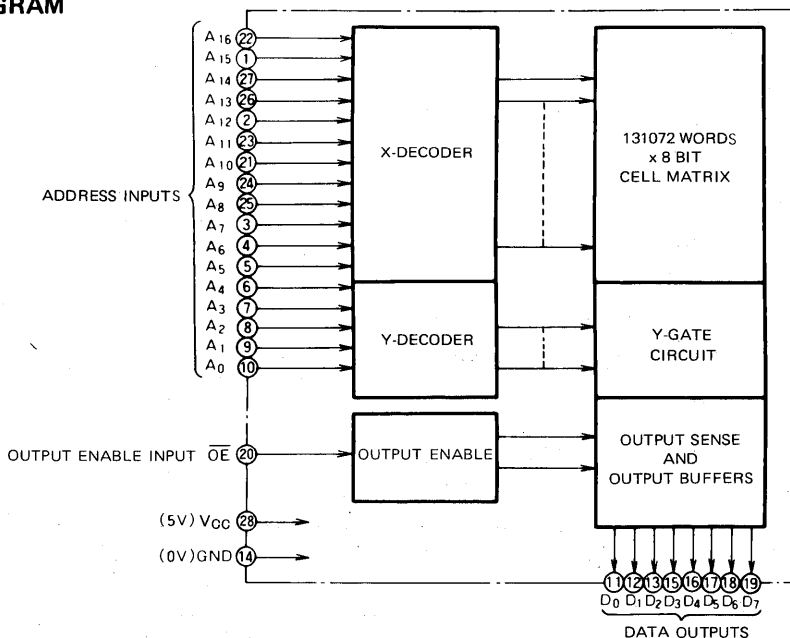 GRAM
A16 22
A15 1
A14 27
A13 26
A12 2
A11 23
A10 21
A9 24
A8 25
A7 3
A6 4
A5 5
A4 6
A3 7
A2 8
A1 9
A0 10
ADDRESS INPUTS
X-DECODER
131072 WORDS
x 8 BIT
CELL MATRIX
Y-DECODER
Y-GATE
CIRCUIT
OUTPUT ENABLE INPUT OE 20
OUTPUT ENABLE
OUTPUT SENSE
AND
OUTPUT BUFFERS
(5V) VCC 28
(0V) GND 14
11 12 13 15 16 17 18 19
D0 D1 D2 D3 D4 D5 D6 D7
DATA OUTPUTS